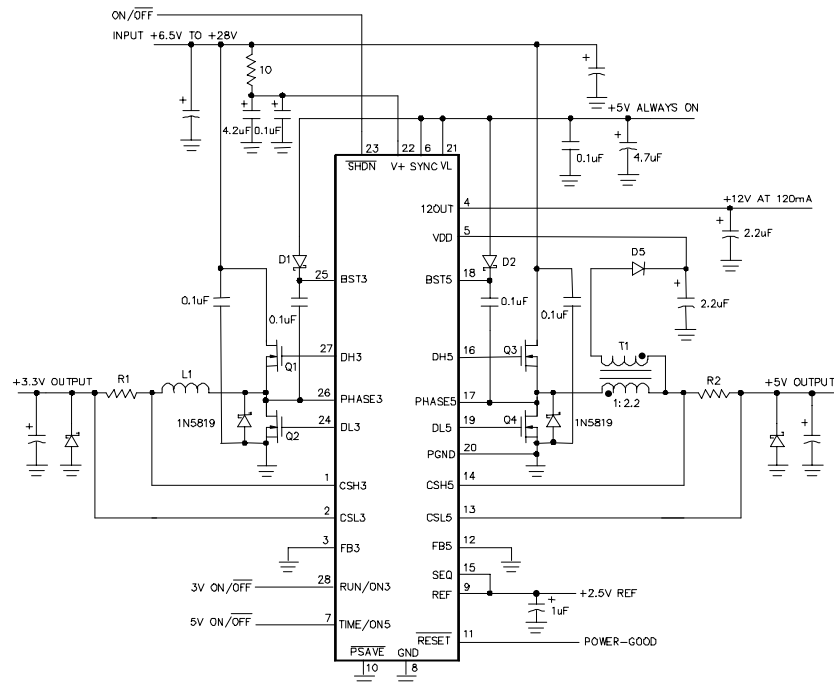 ON/OFF
INPUT +6.5V TO +28V
10
+
+
+
+
4.2uF
0.1uF
+5V ALWAYS ON
0.1uF
+
4.7uF
23
22
6
21
SHDN
V+
SYNC
VL
12OUT
4
+12V AT 120mA
+
2.2uF
VDD
5
D1
25
BST3
BST5
18
D2
D5
0.1uF
0.1uF
0.1uF
0.1uF
+
2.2uF
T1
1:2.2
Q1
27
DH3
DH5
16
Q3
+3.3V OUTPUT
R1
L1
26
PHASE3
PHASE5
17
R2
+5V OUTPUT
+
1N5819
Q2
24
DL3
DL5
19
Q4
1N5819
+
PGND
20
1
CSH3
CSH5
14
2
CSL3
CSL5
13
3
FB3
FB5
12
SEQ
15
3V ON/OFF
28
RUN/ON3
REF
9
+2.5V REF
+
1uF
5V ON/OFF
7
TIME/ON5
RESET
11
POWER-GOOD
PSAVE
GND
10
8